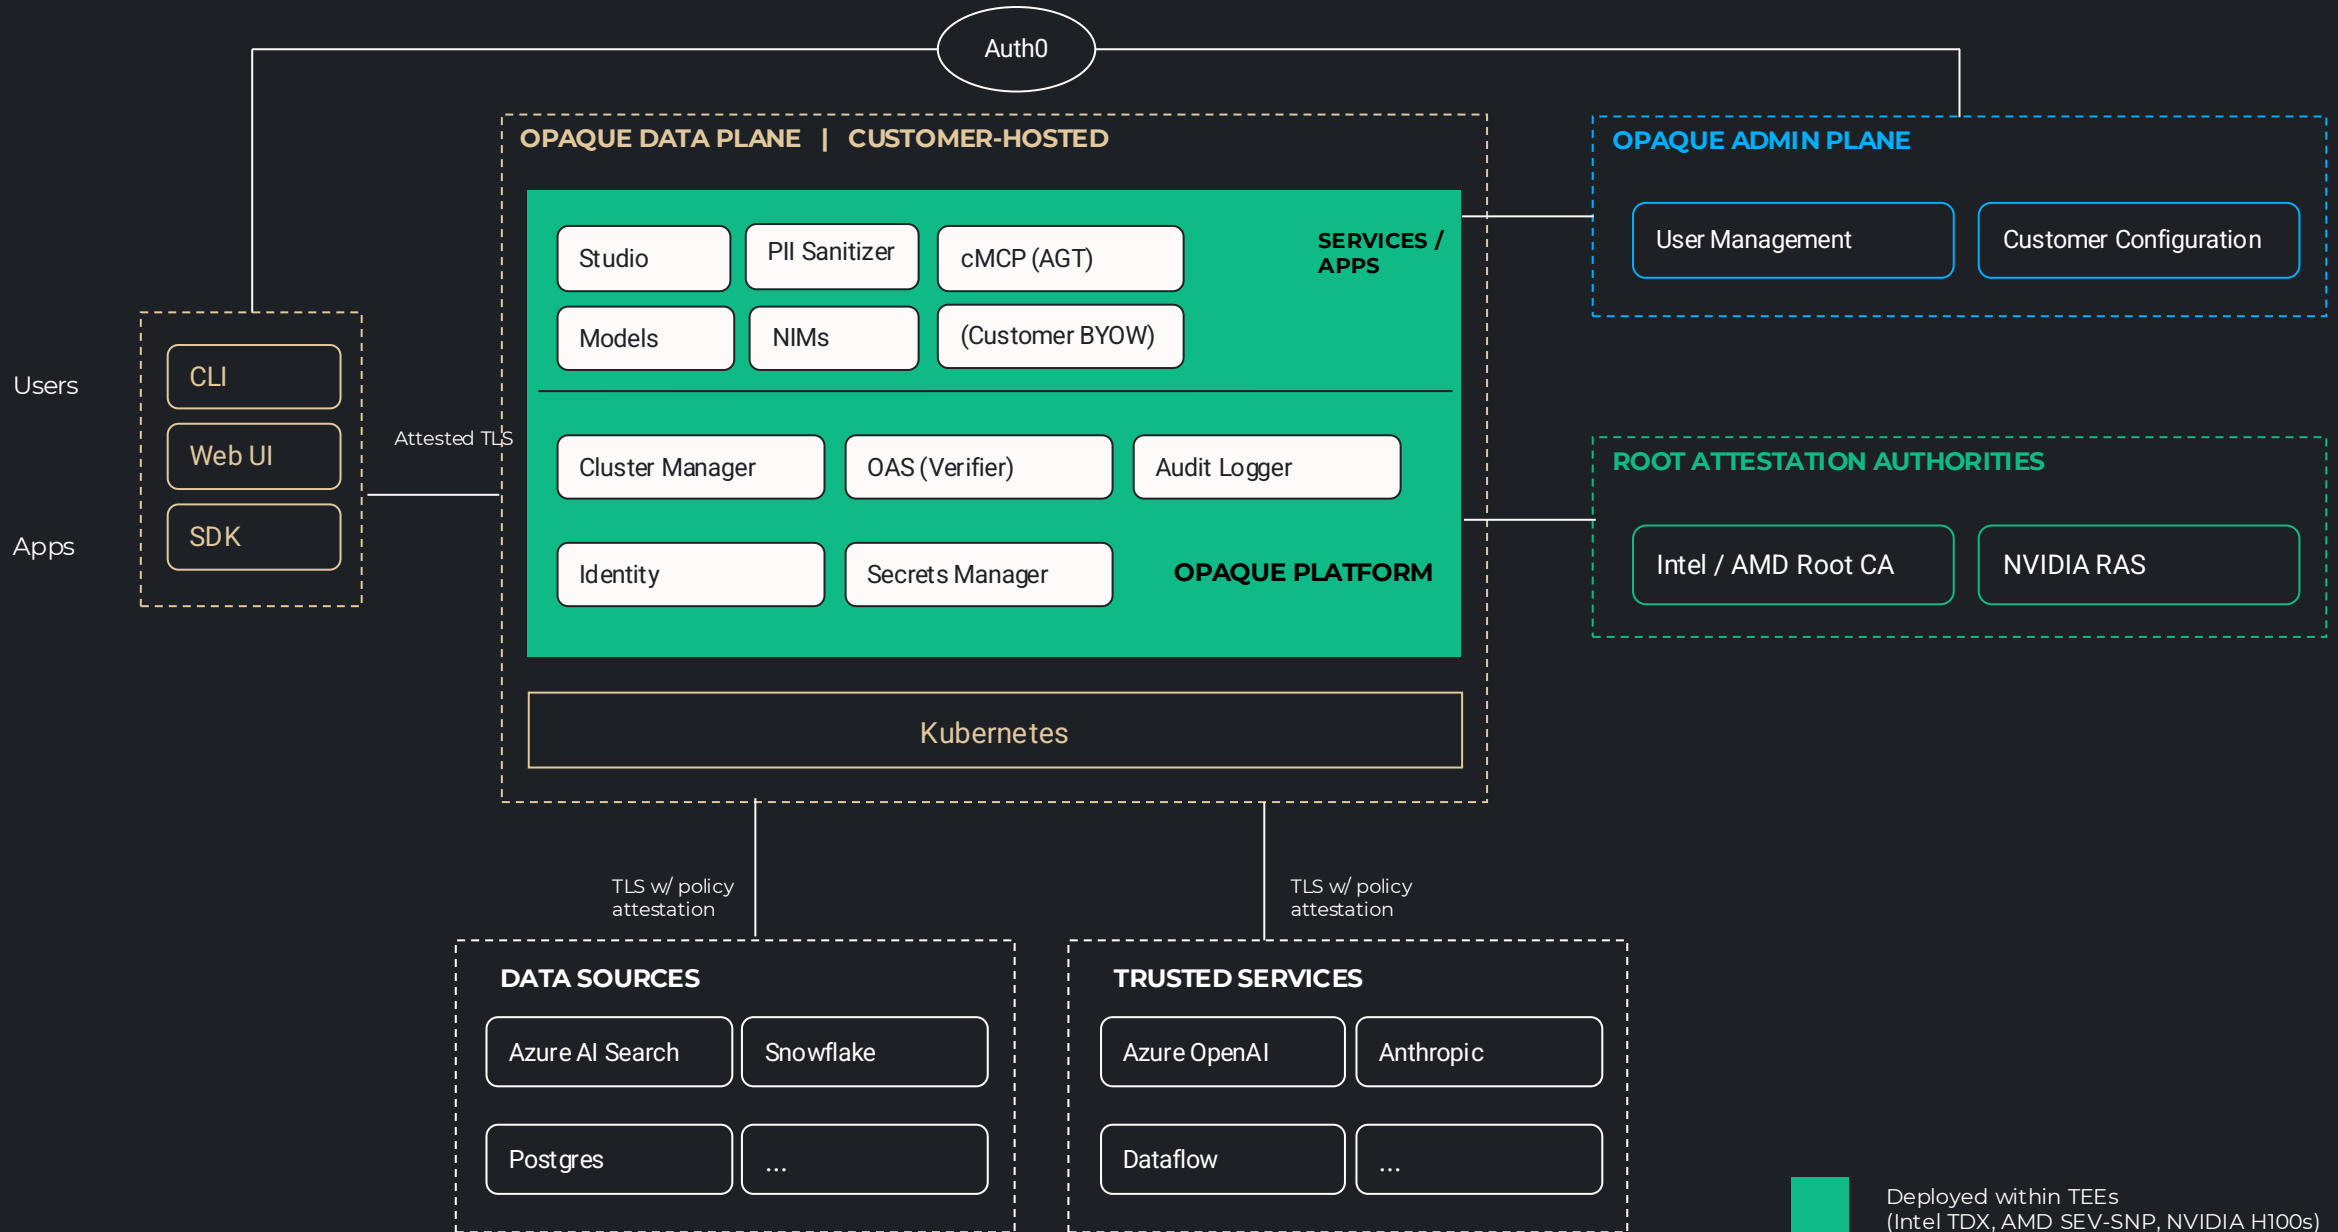 Auth0
OPAQUE DATA PLANE | CUSTOMER-HOSTED
Studio
PII Sanitizer
cMCP (AGT)
SERVICES /
APPS
Models
NIMs
(Customer BYOW)
Cluster Manager
OAS (Verifier)
Audit Logger
Identity
Secrets Manager
OPAQUE PLATFORM
Kubernetes
OPAQUE ADMIN PLANE
User Management
Customer Configuration
ROOT ATTESTATION AUTHORITIES
Intel / AMD Root CA
NVIDIA RAS
Users
Apps
CLI
Web UI
SDK
Attested TLS
TLS w/ policy
attestation
TLS w/ policy
attestation
DATA SOURCES
Azure AI Search
Snowflake
Postgres
...
TRUSTED SERVICES
Azure OpenAI
Anthropic
Dataflow
...
Deployed within TEEs
(Intel TDX, AMD SEV-SNP, NVIDIA H100s)